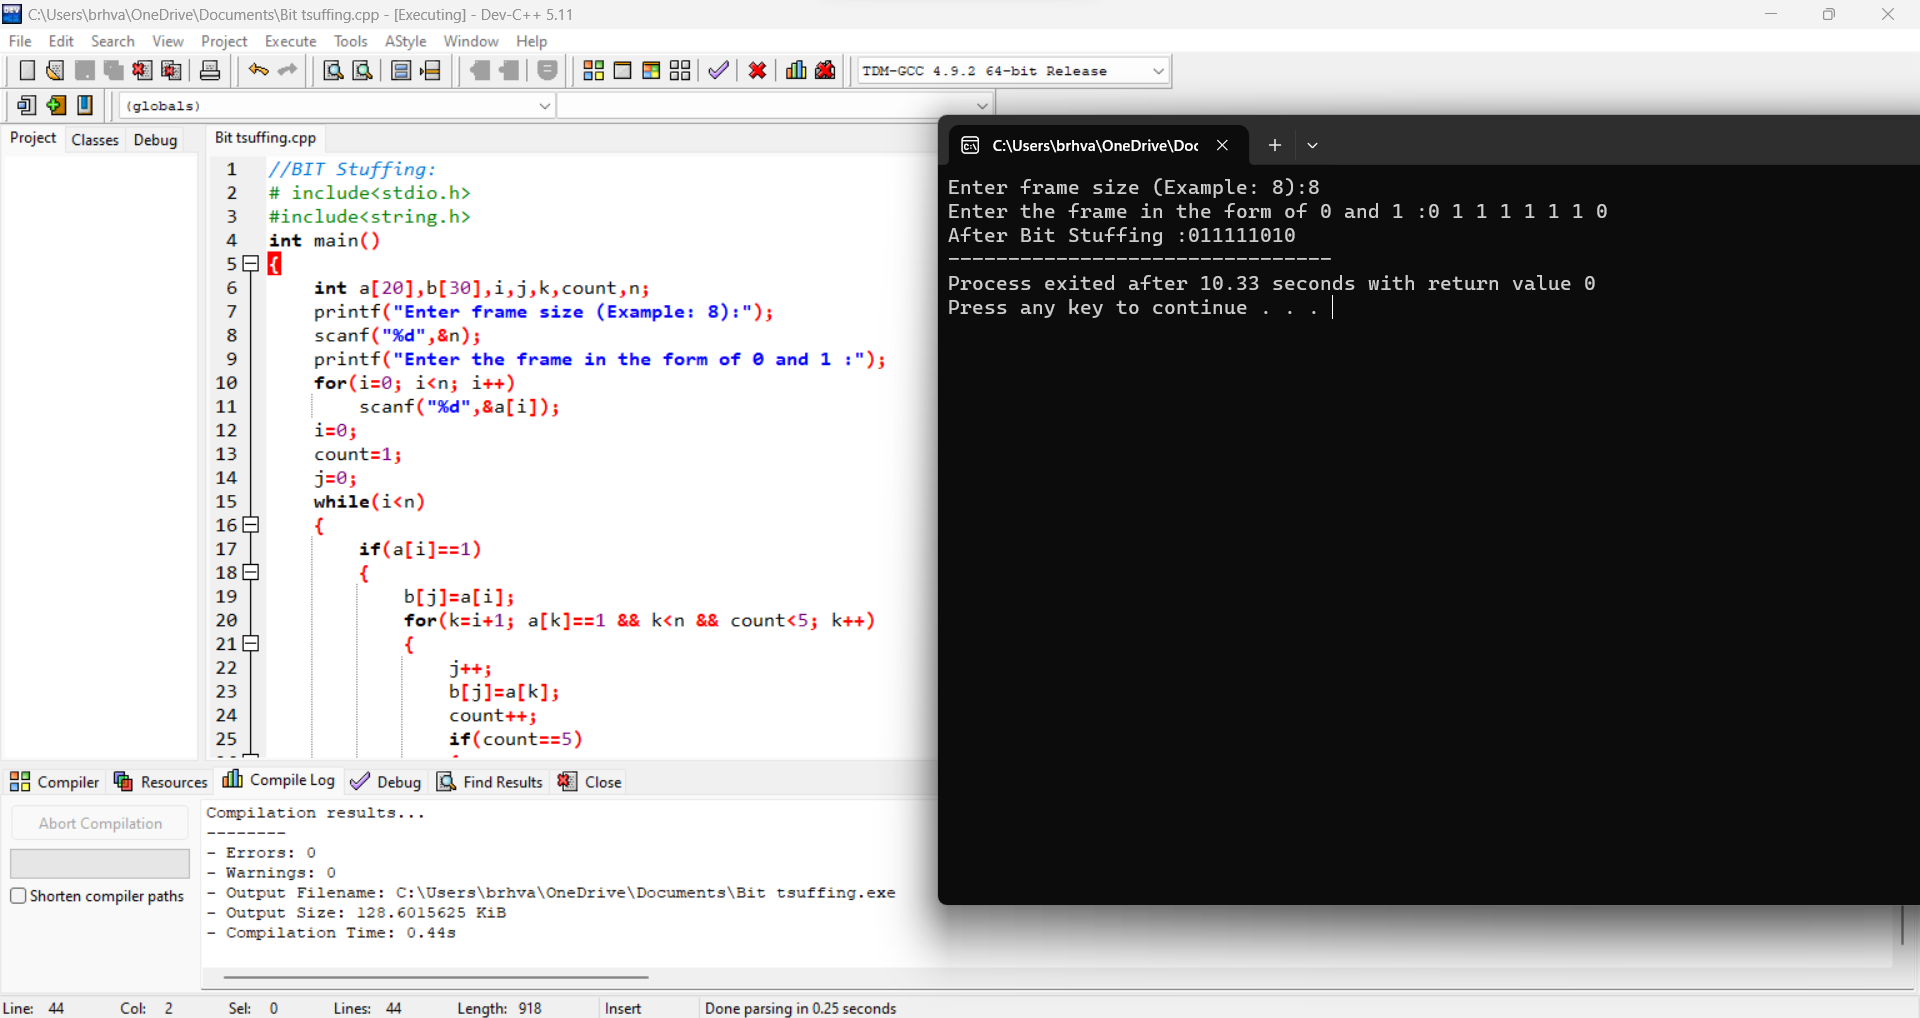 C:\Users\brhva\OneDrive\Documents\Bit tsuffing.cpp - [Executing] - Dev-C++ 5.11
File Edit Search View Project Execute Tools AStyle Window Help
TDM-GCC 4.9.2 64-bit Release
(globals)
Project Classes Debug
Bit tsuffing.cpp
1 //BIT Stuffing:
2 # include<stdio.h>
3 #include<string.h>
4 int main()
5 {
6 int a[20],b[30],i,j,k,count,n;
7 printf("Enter frame size (Example: 8):");
8 scanf("%d",&n);
9 printf("Enter the frame in the form of 0 and 1 :");
10 for(i=0; i<n; i++)
11 scanf("%d",&a[i]);
12 i=0;
13 count=1;
14 j=0;
15 while(i<n)
16 {
17 if(a[i]==1)
18 {
19 b[j]=a[i];
20 for(k=i+1; a[k]==1 && k<n && count<5; k++)
21 {
22 j++;
23 b[j]=a[k];
24 count++;
25 if(count==5)
C:\Users\brhva\OneDrive\Doc
Enter frame size (Example: 8):8
Enter the frame in the form of 0 and 1 :0 1 1 1 1 1 1 0
After Bit Stuffing :011111010
--------------------------------
Process exited after 10.33 seconds with return value 0
Press any key to continue . . .
Compiler Resources Compile Log Debug Find Results Close
Abort Compilation
Shorten compiler paths
Compilation results...
--------
- Errors: 0
- Warnings: 0
- Output Filename: C:\Users\brhva\OneDrive\Documents\Bit tsuffing.exe
- Output Size: 128.6015625 KiB
- Compilation Time: 0.44s
Line: 44 Col: 2 Sel: 0 Lines: 44 Length: 918 Insert Done parsing in 0.25 seconds